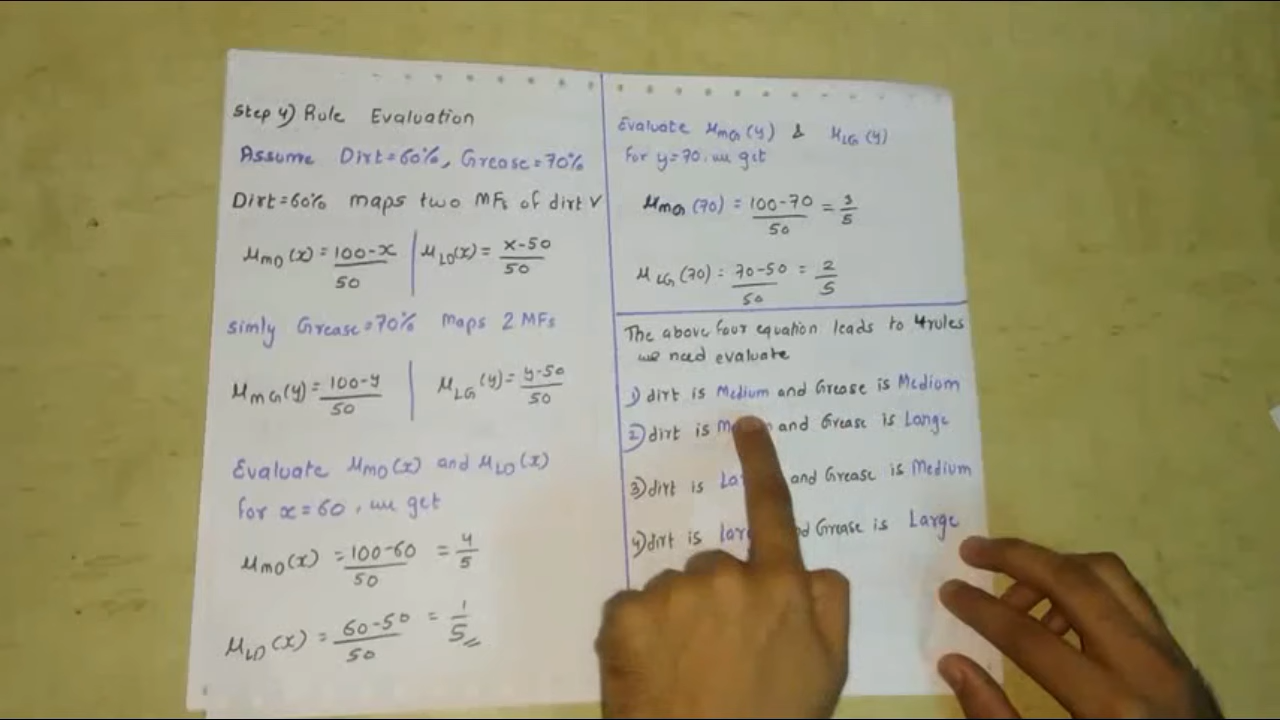 Step 4) Rule Evaluation
Assume Dirt=60%, Grease=70%
Dirt=60% maps two MFs of dirt V
μMD(x) = 100-x / 50 | μLD(x) = x-50 / 50
simly Grease=70% maps 2 MFs
μMG(y) = 100-y / 50 | μLG(y) = y-50 / 50
Evaluate μMD(x) and μLD(x)
for x=60, we get
μMD(x) = 100-60 / 50 = 4/5
μLD(x) = 60-50 / 50 = 1/5
Evaluate μMG(y) & μLG(y)
for y=70, we get
μMG(70) = 100-70 / 50 = 3/5
μLG(70) = 70-50 / 50 = 2/5
The above four equation leads to 4 rules
we need evaluate
1) dirt is Medium and Grease is Medium
2) dirt is and Grease is Large
3) dirt is and Grease is Medium
4) dirt is Grease is Large